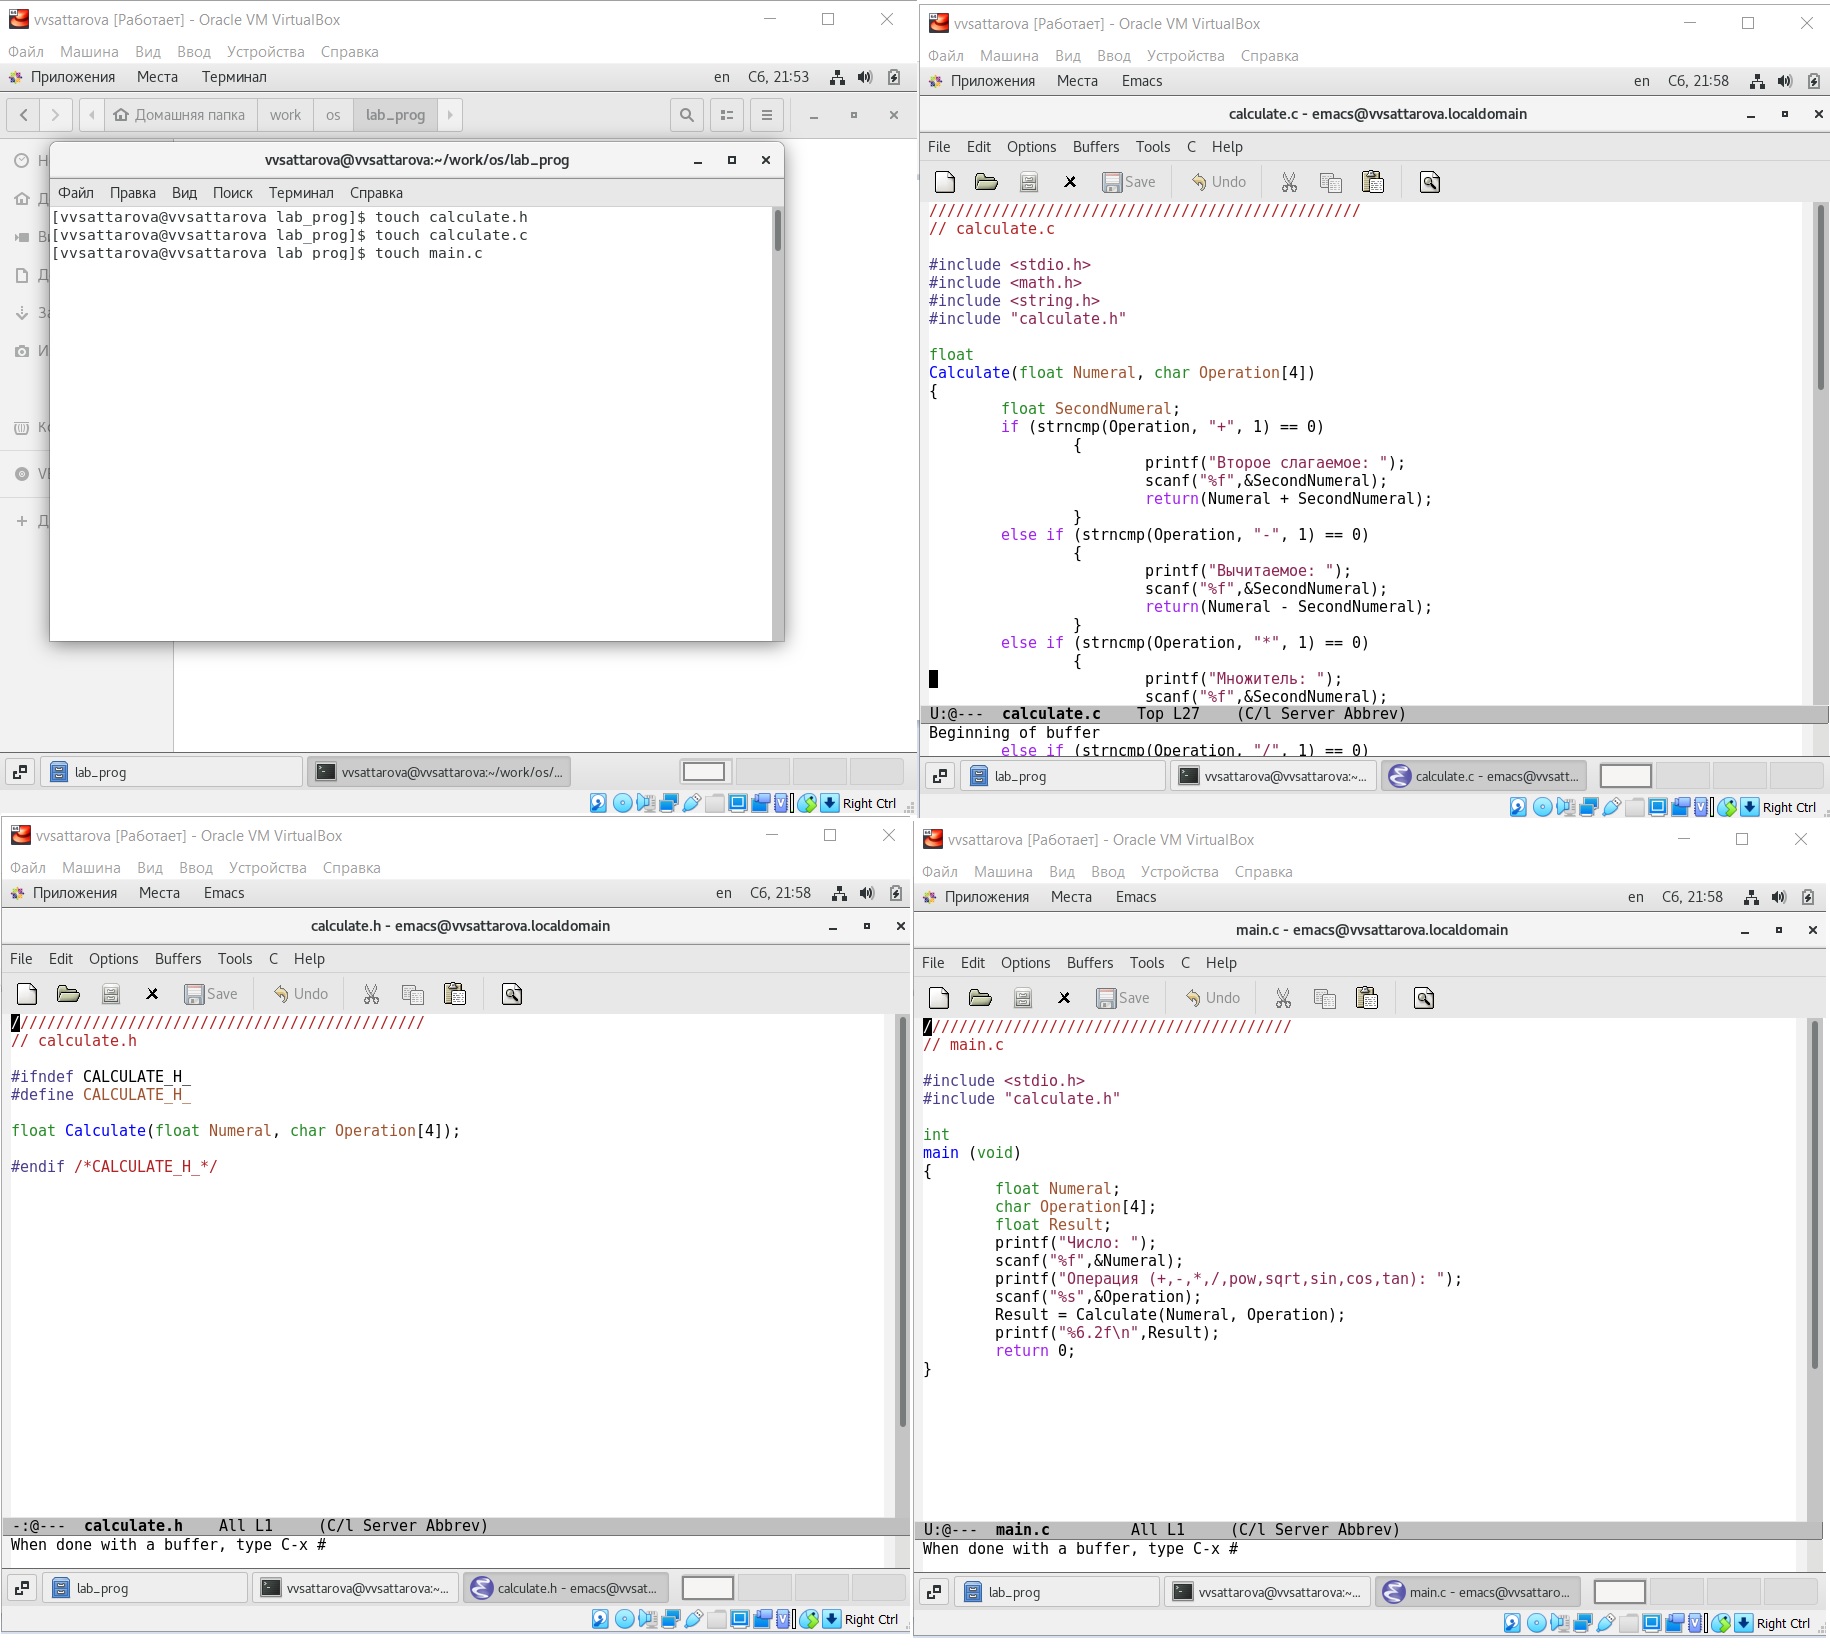 vvsattarova [Работает] - Oracle VM VirtualBox
Файл Машина Вид Ввод Устройства Справка
Приложения Места Терминал en Сб, 21:53
Домашняя папка work os lab_prog
vvsattarova@vvsattarova:~/work/os/lab_prog
Файл Правка Вид Поиск Терминал Справка
[vvsattarova@vvsattarova lab_prog]$ touch calculate.h
[vvsattarova@vvsattarova lab_prog]$ touch calculate.c
[vvsattarova@vvsattarova lab_prog]$ touch main.c
lab_prog vvsattarova@vvsattarova:~/work/os/...
Right Ctrl
vvsattarova [Работает] - Oracle VM VirtualBox
Файл Машина Вид Ввод Устройства Справка
Приложения Места Emacs en Сб, 21:58
calculate.c - emacs@vvsattarova.localdomain
File Edit Options Buffers Tools C Help
Save Undo
////////////////////////////////////////////////
// calculate.c
#include <stdio.h>
#include <math.h>
#include <string.h>
#include "calculate.h"
float
Calculate(float Numeral, char Operation[4])
{
float SecondNumeral;
if (strncmp(Operation, "+", 1) == 0)
{
printf("Второе слагаемое: ");
scanf("%f",&SecondNumeral);
return(Numeral + SecondNumeral);
}
else if (strncmp(Operation, "-", 1) == 0)
{
printf("Вычитаемое: ");
scanf("%f",&SecondNumeral);
return(Numeral - SecondNumeral);
}
else if (strncmp(Operation, "*", 1) == 0)
{
printf("Множитель: ");
scanf("%f",&SecondNumeral);
U:@--- calculate.c Top L27 (C/l Server Abbrev)
Beginning of buffer
else if (strncmp(Operation, "/", 1) == 0)
lab_prog vvsattarova@vvsattarova:~... calculate.c - emacs@vvsatt...
Right Ctrl
vvsattarova [Работает] - Oracle VM VirtualBox
Файл Машина Вид Ввод Устройства Справка
Приложения Места Emacs en Сб, 21:58
calculate.h - emacs@vvsattarova.localdomain
File Edit Options Buffers Tools C Help
Save Undo
//////////////////////////////////////////////
// calculate.h
#ifndef CALCULATE_H_
#define CALCULATE_H_
float Calculate(float Numeral, char Operation[4]);
#endif /*CALCULATE_H_*/
-:@--- calculate.h All L1 (C/l Server Abbrev)
When done with a buffer, type C-x #
lab_prog vvsattarova@vvsattarova:~... calculate.h - emacs@vvsat...
Right Ctrl
vvsattarova [Работает] - Oracle VM VirtualBox
Файл Машина Вид Ввод Устройства Справка
Приложения Места Emacs en Сб, 21:58
main.c - emacs@vvsattarova.localdomain
File Edit Options Buffers Tools C Help
Save Undo
/////////////////////////////////////////
// main.c
#include <stdio.h>
#include "calculate.h"
int
main (void)
{
float Numeral;
char Operation[4];
float Result;
printf("Число: ");
scanf("%f",&Numeral);
printf("Операция (+,-,*,/,pow,sqrt,sin,cos,tan): ");
scanf("%s",&Operation);
Result = Calculate(Numeral, Operation);
printf("%6.2f\n",Result);
return 0;
}
U:@--- main.c All L1 (C/l Server Abbrev)
When done with a buffer, type C-x #
lab_prog vvsattarova@vvsattarova:~... main.c - emacs@vvsattaro...
Right Ctrl